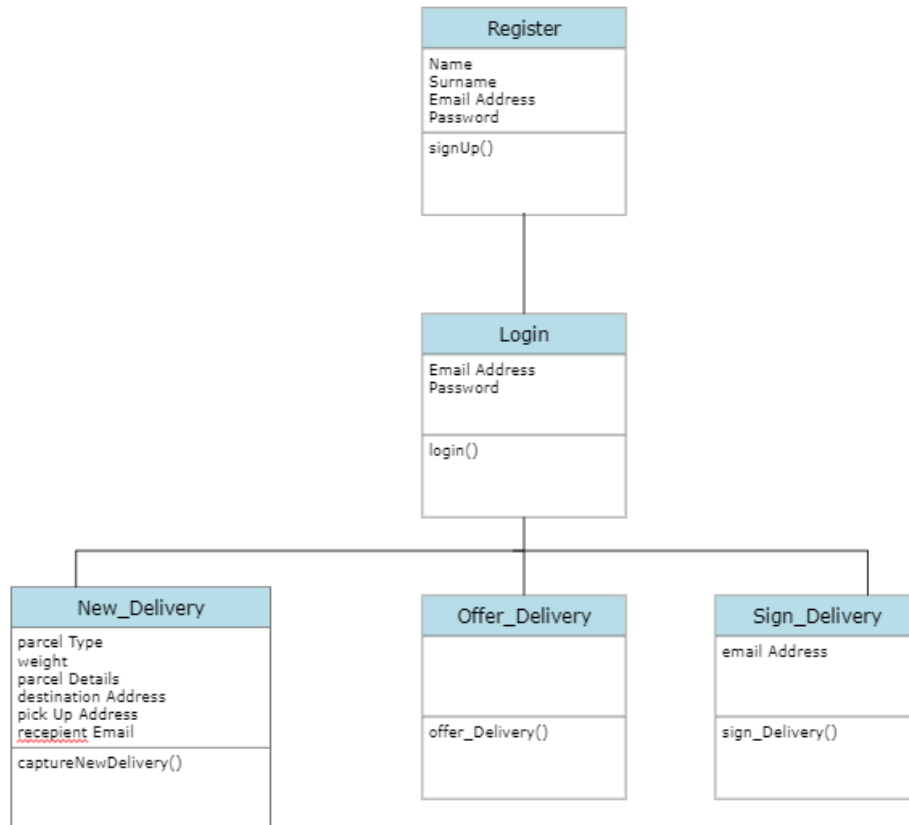 Register
Name
Surname
Email Address
Password
signUp()
Login
Email Address
Password
login()
New_Delivery
parcel Type
weight
parcel Details
destination Address
pick Up Address
recepient Email
captureNewDelivery()
Offer_Delivery
offer_Delivery()
Sign_Delivery
email Address
sign_Delivery()